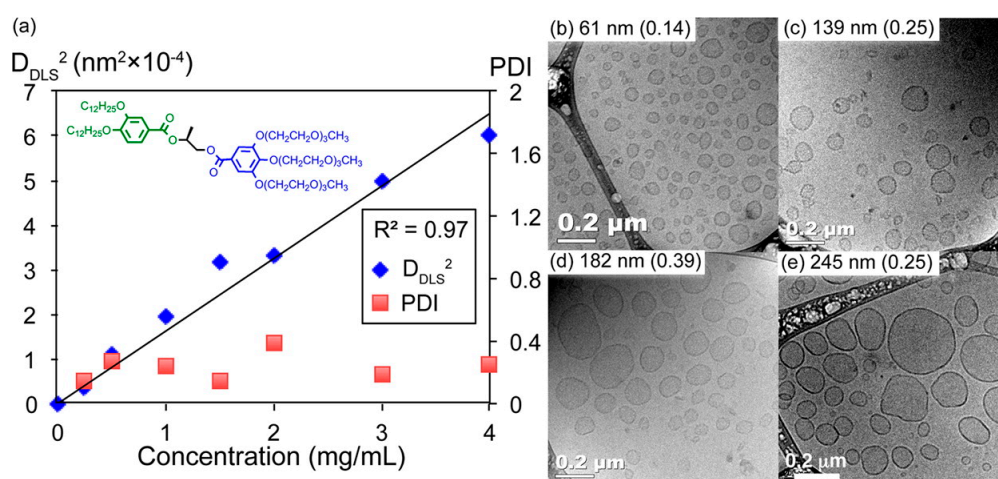 (a)
D_DLS² (nm²×10⁻⁴)
PDI
7
6
5
4
3
2
1
0
2
1.6
1.2
0.8
0.4
0
0
1
2
3
4
Concentration (mg/mL)
C₁₂H₂₅O
C₁₂H₂₅O
O
O
O
O
O(CH₂CH₂O)₃CH₃
O(CH₂CH₂O)₃CH₃
O(CH₂CH₂O)₃CH₃
R² = 0.97
D_DLS²
PDI
(b) 61 nm (0.14)
0.2 µm
(c) 139 nm (0.25)
0.2 µm
(d) 182 nm (0.39)
0.2 µm
(e) 245 nm (0.25)
0.2 µm